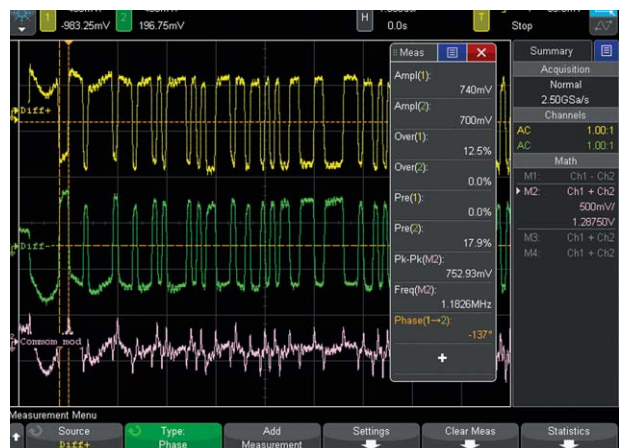 1
-983.25mV
2
196.75mV
H
0.0s
T
Stop
Meas
Ampl(1):
740mV
Ampl(2):
700mV
Over(1):
12.5%
Over(2):
0.0%
Pre(1):
0.0%
Pre(2):
17.9%
Pk-Pk(M2):
752.93mV
Freq(M2):
1.1826MHz
Phase(1→2):
-137°
+
Summary
Acquisition
Normal
2.50GSa/s
Channels
AC 1.00:1
AC 1.00:1
Math
M1: Ch1 - Ch2
M2: Ch1 + Ch2
500mV/
1.28750V
M3: Ch1 + Ch2
M4: Ch1 + Ch2
Diff+
Diff-
Commom_mod
Measurement Menu
Source
Diff+
Type:
Phase
Add
Measurement
Settings
Clear Meas
Statistics